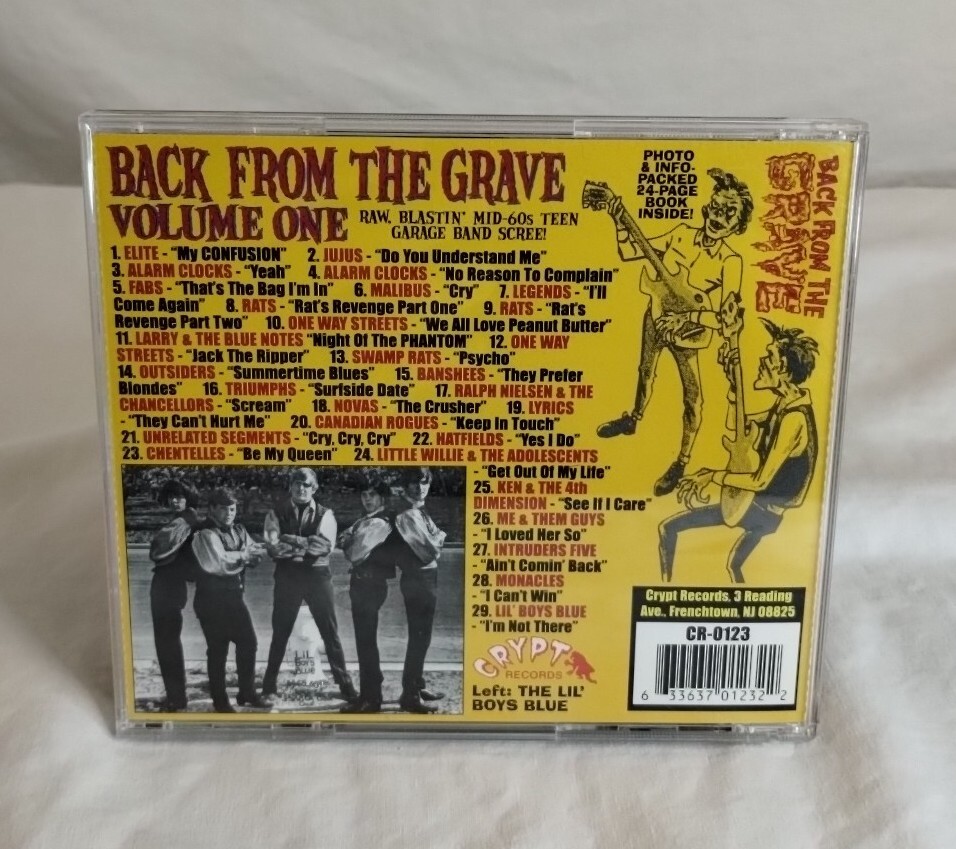 BACK FROM THE GRAVE
VOLUME ONE
RAW, BLASTIN' MID-60s TEEN
GARAGE BAND SCREE!
PHOTO
& INFO-
PACKED
24-PAGE
BOOK
INSIDE!
BACK FROM THE
GRAVE
1. ELITE - "My CONFUSION" 2. JUJUS - "Do You Understand Me"
3. ALARM CLOCKS - "Yeah" 4. ALARM CLOCKS - "No Reason To Complain"
5. FABS - "That's The Bag I'm In" 6. MALIBUS - "Cry" 7. LEGENDS - "I'll
Come Again" 8. RATS - "Rat's Revenge Part One" 9. RATS - "Rat's
Revenge Part Two" 10. ONE WAY STREETS - "We All Love Peanut Butter"
11. LARRY & THE BLUE NOTES "Night Of The PHANTOM" 12. ONE WAY
STREETS - "Jack The Ripper" 13. SWAMP RATS - "Psycho"
14. OUTSIDERS - "Summertime Blues" 15. BANSHEES - "They Prefer
Blondes" 16. TRIUMPHS - "Surfside Date" 17. RALPH NIELSEN & THE
CHANCELLORS - "Scream" 18. NOVAS - "The Crusher" 19. LYRICS
- "They Can't Hurt Me" 20. CANADIAN ROGUES - "Keep In Touch"
21. UNRELATED SEGMENTS - "Cry, Cry, Cry" 22. HATFIELDS - "Yes I Do"
23. CHENTELLES - "Be My Queen" 24. LITTLE WILLIE & THE ADOLESCENTS
- "Get Out Of My Life"
25. KEN & THE 4th
DIMENSION - "See If I Care"
26. ME & THEM GUYS
- "I Loved Her So"
27. INTRUDERS FIVE
- "Ain't Comin' Back"
28. MONACLES
- "I Can't Win"
29. LIL' BOYS BLUE
- "I'm Not There"
CRYPT
RECORDS
Left: THE LIL'
BOYS BLUE
LIL
BOYS
BLUE
Crypt Records, 3 Reading
Ave., Frenchtown, NJ 08825
CR-0123
6 33637 01232 2